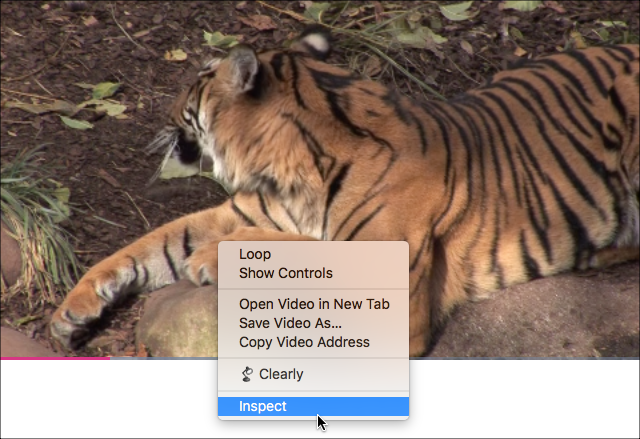 Loop
Show Controls
Open Video in New Tab
Save Video As...
Copy Video Address
Clearly
Inspect